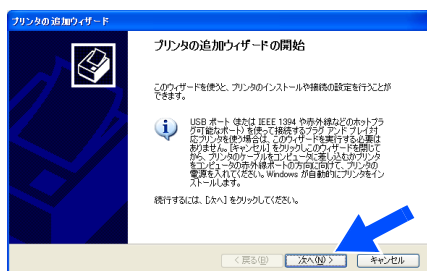 プリンタの追加ウィザード
プリンタの追加ウィザードの開始
このウィザードを使うと、プリンタのインストールや接続の設定を行うことが
できます。
USB ポート (または IEEE 1394 や赤外線などのホットプラ
グ可能なポート) を使って接続するプラグ アンド プレイ対
応プリンタを使う場合は、このウィザードを実行する必要は
ありません。[キャンセル] をクリックしこのウィザードを閉じて
から、プリンタのケーブルをコンピュータに差し込むかプリンタ
をコンピュータの赤外線ポートの方向に向けて、プリンタの
電源を入れてください。Windows が自動的にプリンタをイン
ストールします。
続行するには、[次へ] をクリックしてください。
< 戻る(B)
次へ(N) >
キャンセル